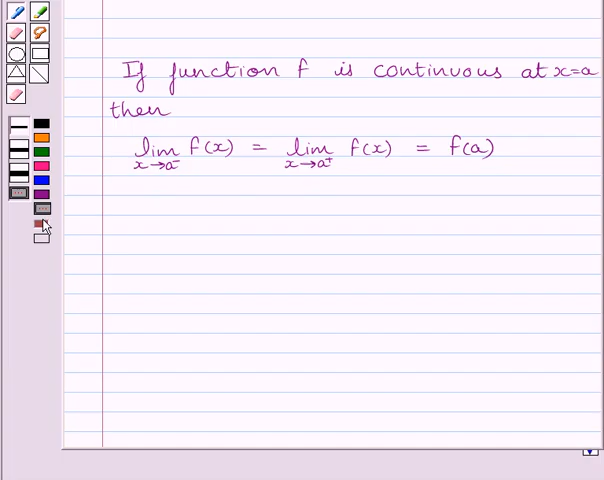 If function f is continuous at x=a
then
lim f(x) = lim f(x) = f(a)
x→a⁻ x→a⁺